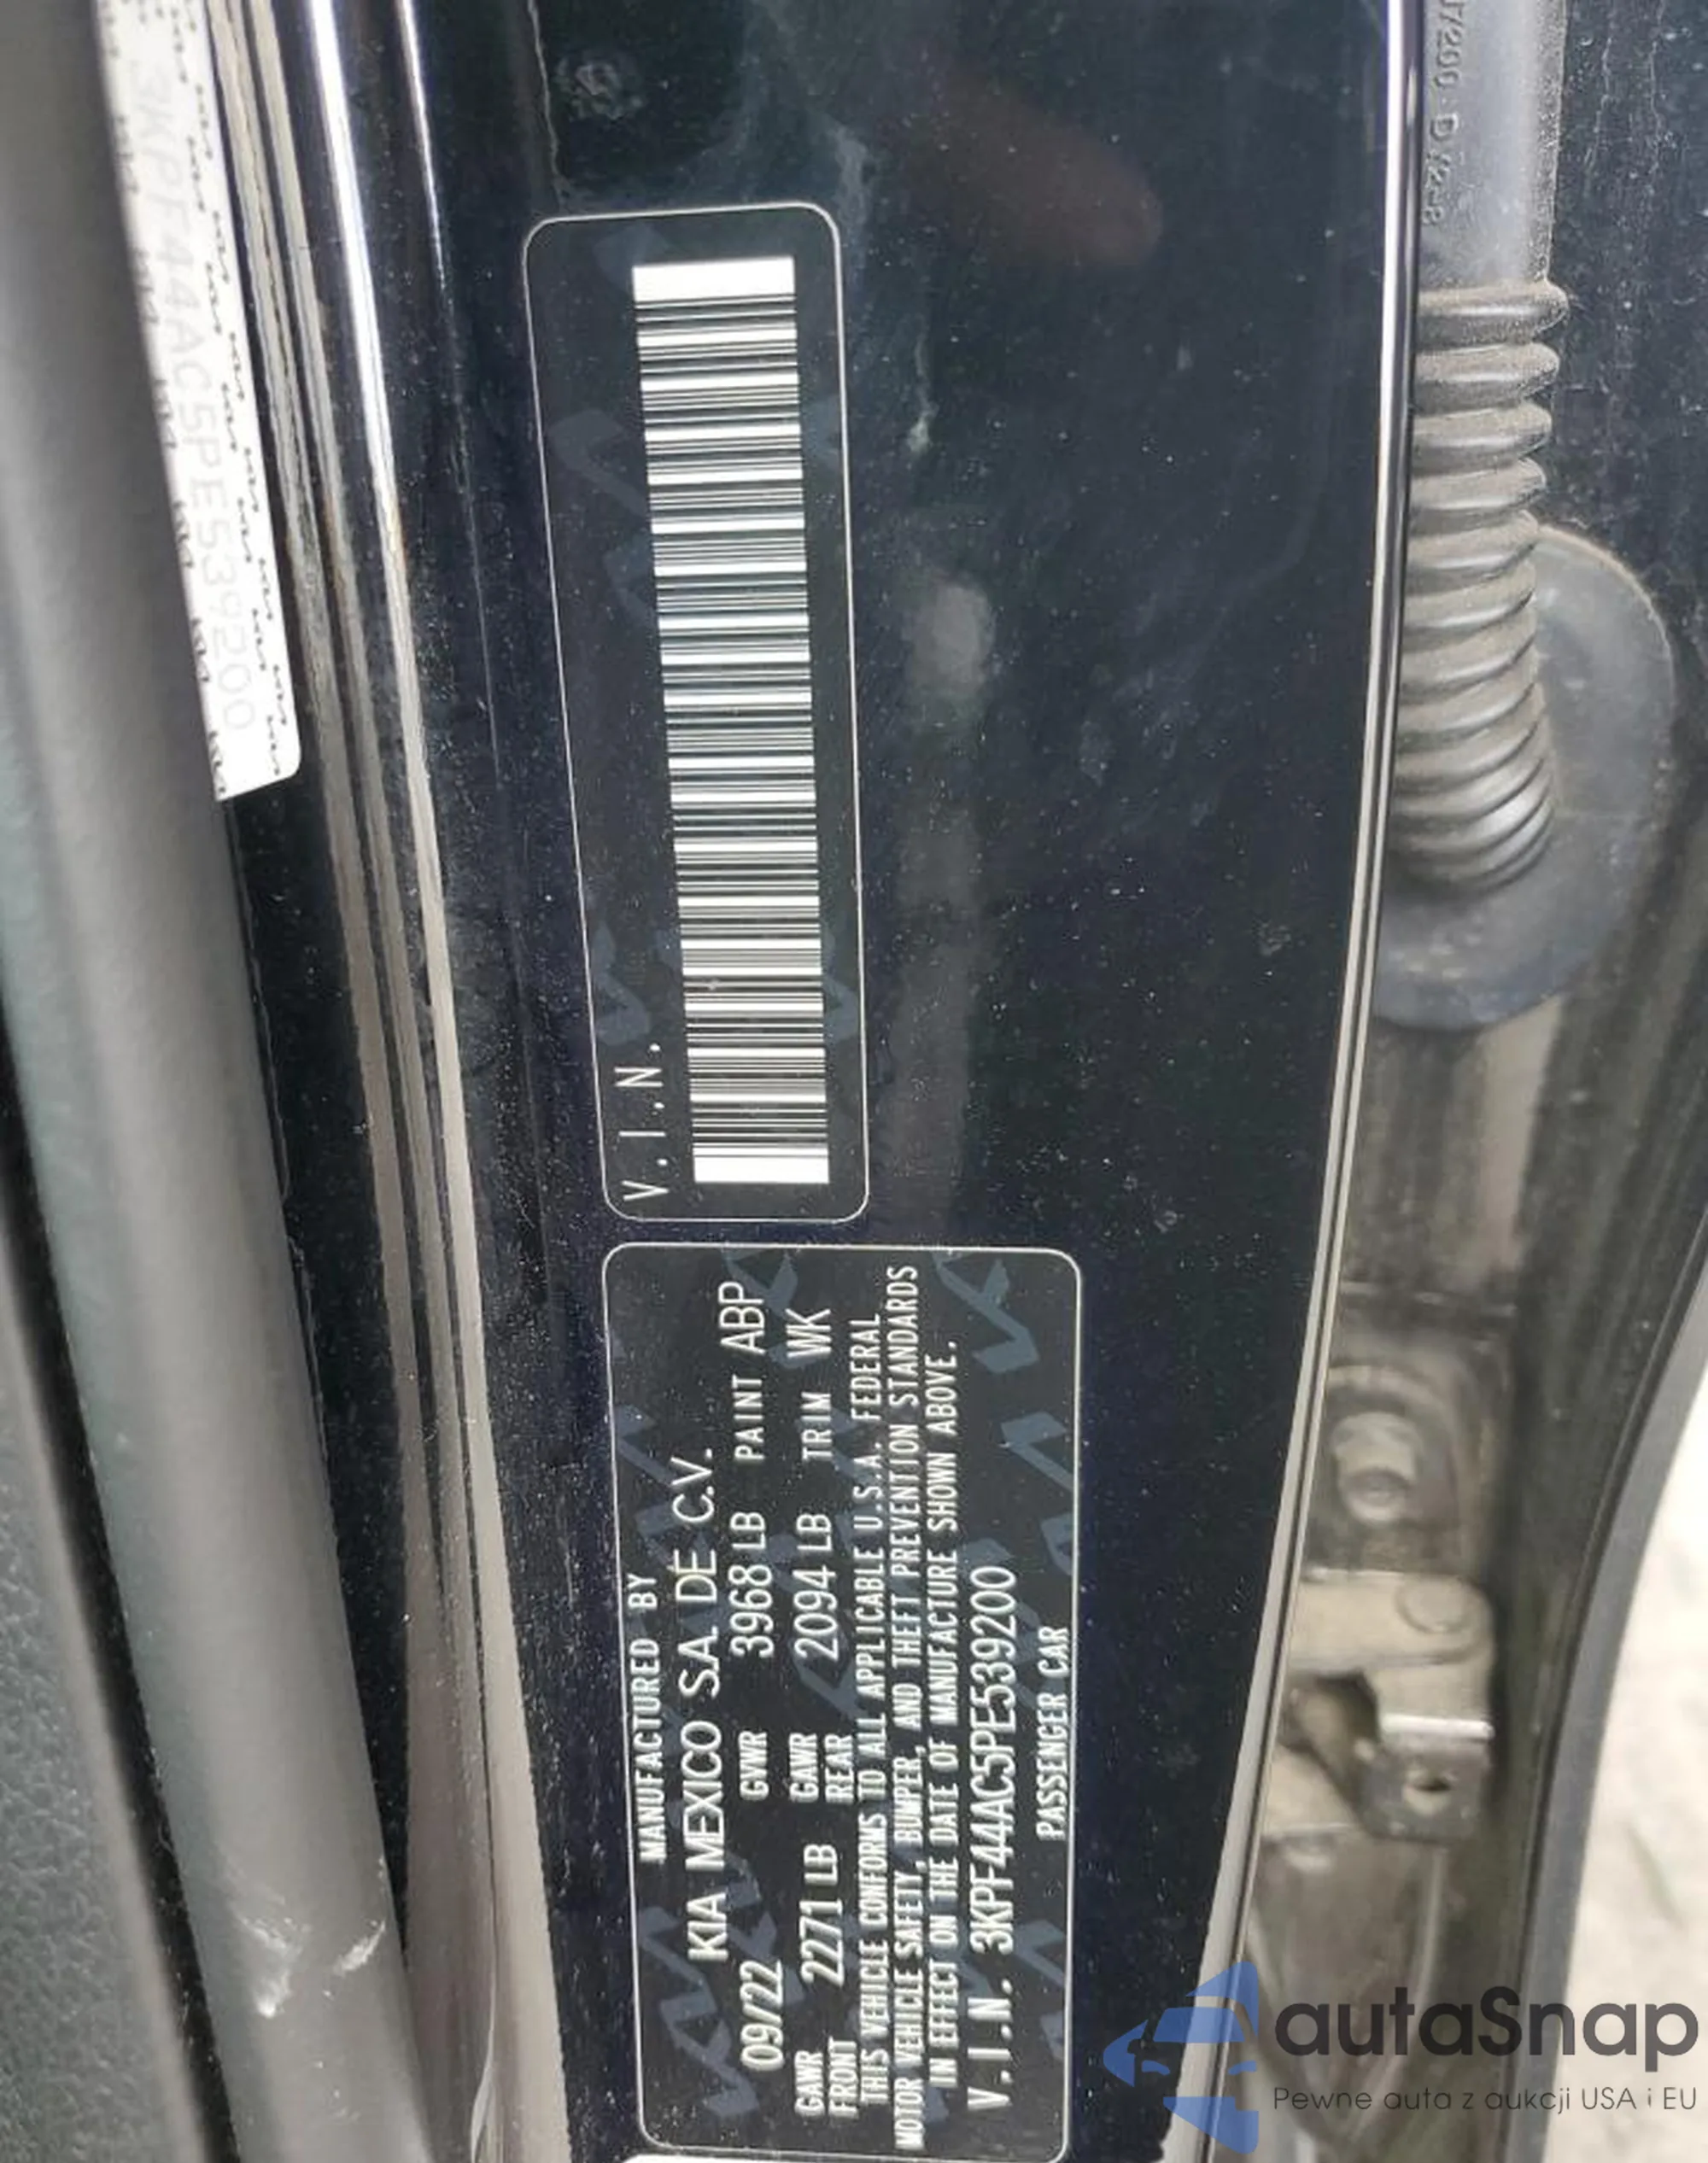 V.I.N.
MANUFACTURED BY
KIA MEXICO S.A. DE C.V.
09/22 GVWR 3968 LB PAINT ABP
GAWR FRONT 2271 LB GAWR REAR 2094 LB TRIM WK
THIS VEHICLE CONFORMS TO ALL APPLICABLE U.S.A. FEDERAL
MOTOR VEHICLE SAFETY, BUMPER, AND THEFT PREVENTION STANDARDS
IN EFFECT ON THE DATE OF MANUFACTURE SHOWN ABOVE.
V.I.N. 3KPF44AC5PE539200
PASSENGER CAR
3KPF44AC5PE539200
autaSnap
Pewne auta z aukcji USA i EU